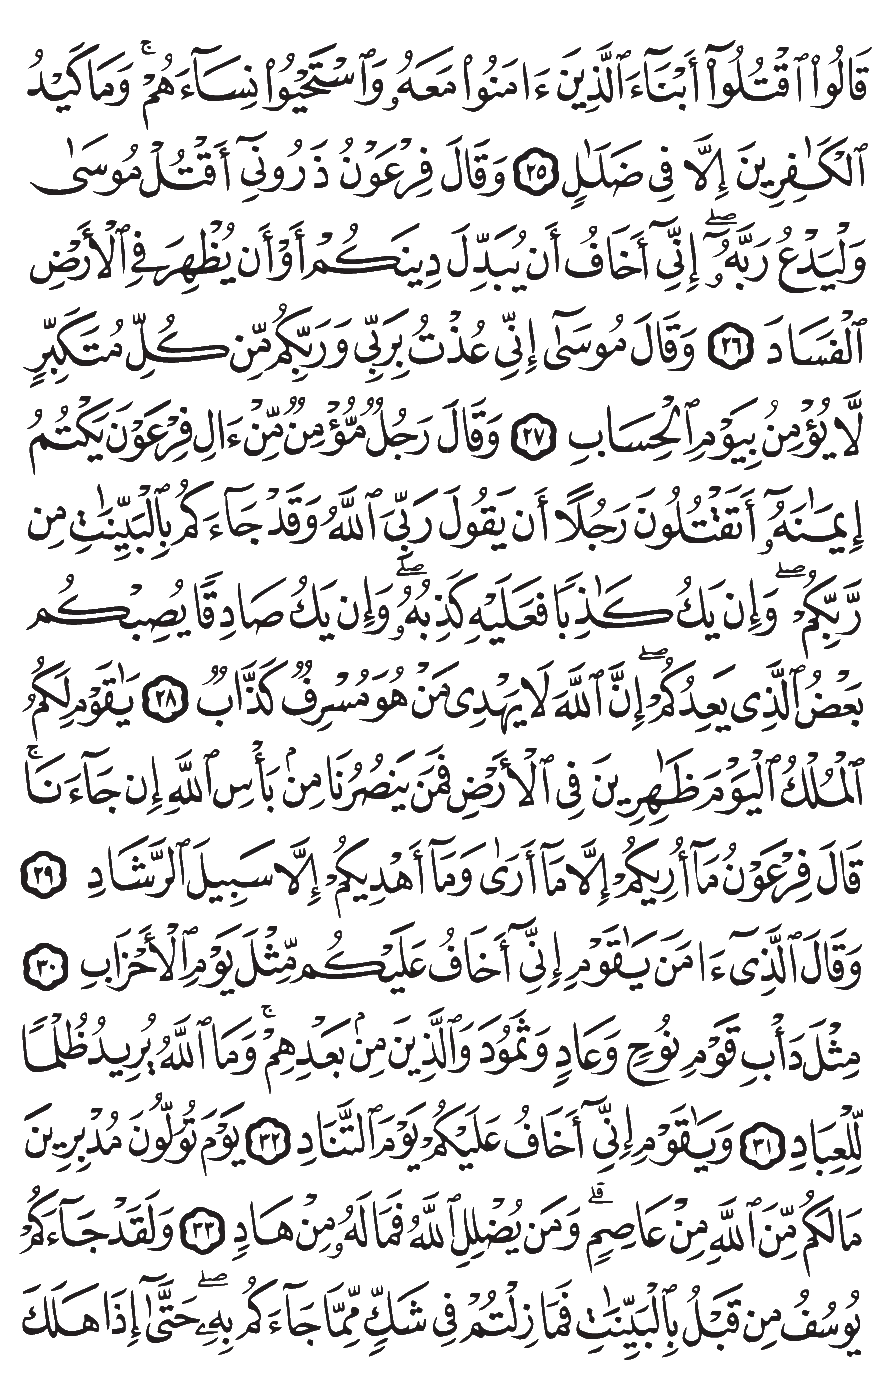 قَالُوا۟ ٱقْتُلُوٓا۟ أَبْنَآءَ ٱلَّذِينَ ءَامَنُوا۟ مَعَهُۥ وَٱسْتَحْيُوا۟ نِسَآءَهُمْ ۚ وَمَا كَيْدُ
ٱلْكَـٰفِرِينَ إِلَّا فِى ضَلَـٰلٍ ٢٥ وَقَالَ فِرْعَوْنُ ذَرُونِىٓ أَقْتُلْ مُوسَىٰ
وَلْيَدْعُ رَبَّهُۥٓ ۖ إِنِّىٓ أَخَافُ أَن يُبَدِّلَ دِينَكُمْ أَوْ أَن يُظْهِرَ فِى ٱلْأَرْضِ
ٱلْفَسَادَ ٢٦ وَقَالَ مُوسَىٰٓ إِنِّى عُذْتُ بِرَبِّى وَرَبِّكُم مِّن كُلِّ مُتَكَبِّرٍ
لَّا يُؤْمِنُ بِيَوْمِ ٱلْحِسَابِ ٢٧ وَقَالَ رَجُلٌ مُّؤْمِنٌ مِّنْ ءَالِ فِرْعَوْنَ يَكْتُمُ
إِيمَـٰنَهُۥٓ أَتَقْتُلُونَ رَجُلًا أَن يَقُولَ رَبِّىَ ٱللَّهُ وَقَدْ جَآءَكُم بِٱلْبَيِّنَـٰتِ مِن
رَّبِّكُمْ ۖ وَإِن يَكُ كَـٰذِبًا فَعَلَيْهِ كَذِبُهُۥ ۖ وَإِن يَكُ صَادِقًا يُصِبْكُم
بَعْضُ ٱلَّذِى يَعِدُكُمْ ۖ إِنَّ ٱللَّهَ لَا يَهْدِى مَنْ هُوَ مُسْرِفٌ كَذَّابٌ ٢٨ يَـٰقَوْمِ لَكُمُ
ٱلْمُلْكُ ٱلْيَوْمَ ظَـٰهِرِينَ فِى ٱلْأَرْضِ فَمَن يَنصُرُنَا مِنۢ بَأْسِ ٱللَّهِ إِن جَآءَنَا ۚ
قَالَ فِرْعَوْنُ مَآ أُرِيكُمْ إِلَّا مَآ أَرَىٰ وَمَآ أَهْدِيكُمْ إِلَّا سَبِيلَ ٱلرَّشَادِ ٢٩
وَقَالَ ٱلَّذِىٓ ءَامَنَ يَـٰقَوْمِ إِنِّىٓ أَخَافُ عَلَيْكُم مِّثْلَ يَوْمِ ٱلْأَحْزَابِ ٣٠
مِثْلَ دَأْبِ قَوْمِ نُوحٍ وَعَادٍ وَثَمُودَ وَٱلَّذِينَ مِنۢ بَعْدِهِمْ ۚ وَمَا ٱللَّهُ يُرِيدُ ظُلْمًا
لِّلْعِبَادِ ٣١ وَيَـٰقَوْمِ إِنِّىٓ أَخَافُ عَلَيْكُمْ يَوْمَ ٱلتَّنَادِ ٣٢ يَوْمَ تُوَلُّونَ مُدْبِرِينَ
مَا لَكُم مِّنَ ٱللَّهِ مِنْ عَاصِمٍ ۗ وَمَن يُضْلِلِ ٱللَّهُ فَمَا لَهُۥ مِنْ هَادٍ ٣٣ وَلَقَدْ جَآءَكُمْ
يُوسُفُ مِن قَبْلُ بِٱلْبَيِّنَـٰتِ فَمَا زِلْتُمْ فِى شَكٍّ مِّمَّا جَآءَكُم بِهِۦ ۖ حَتَّىٰٓ إِذَا هَلَكَ